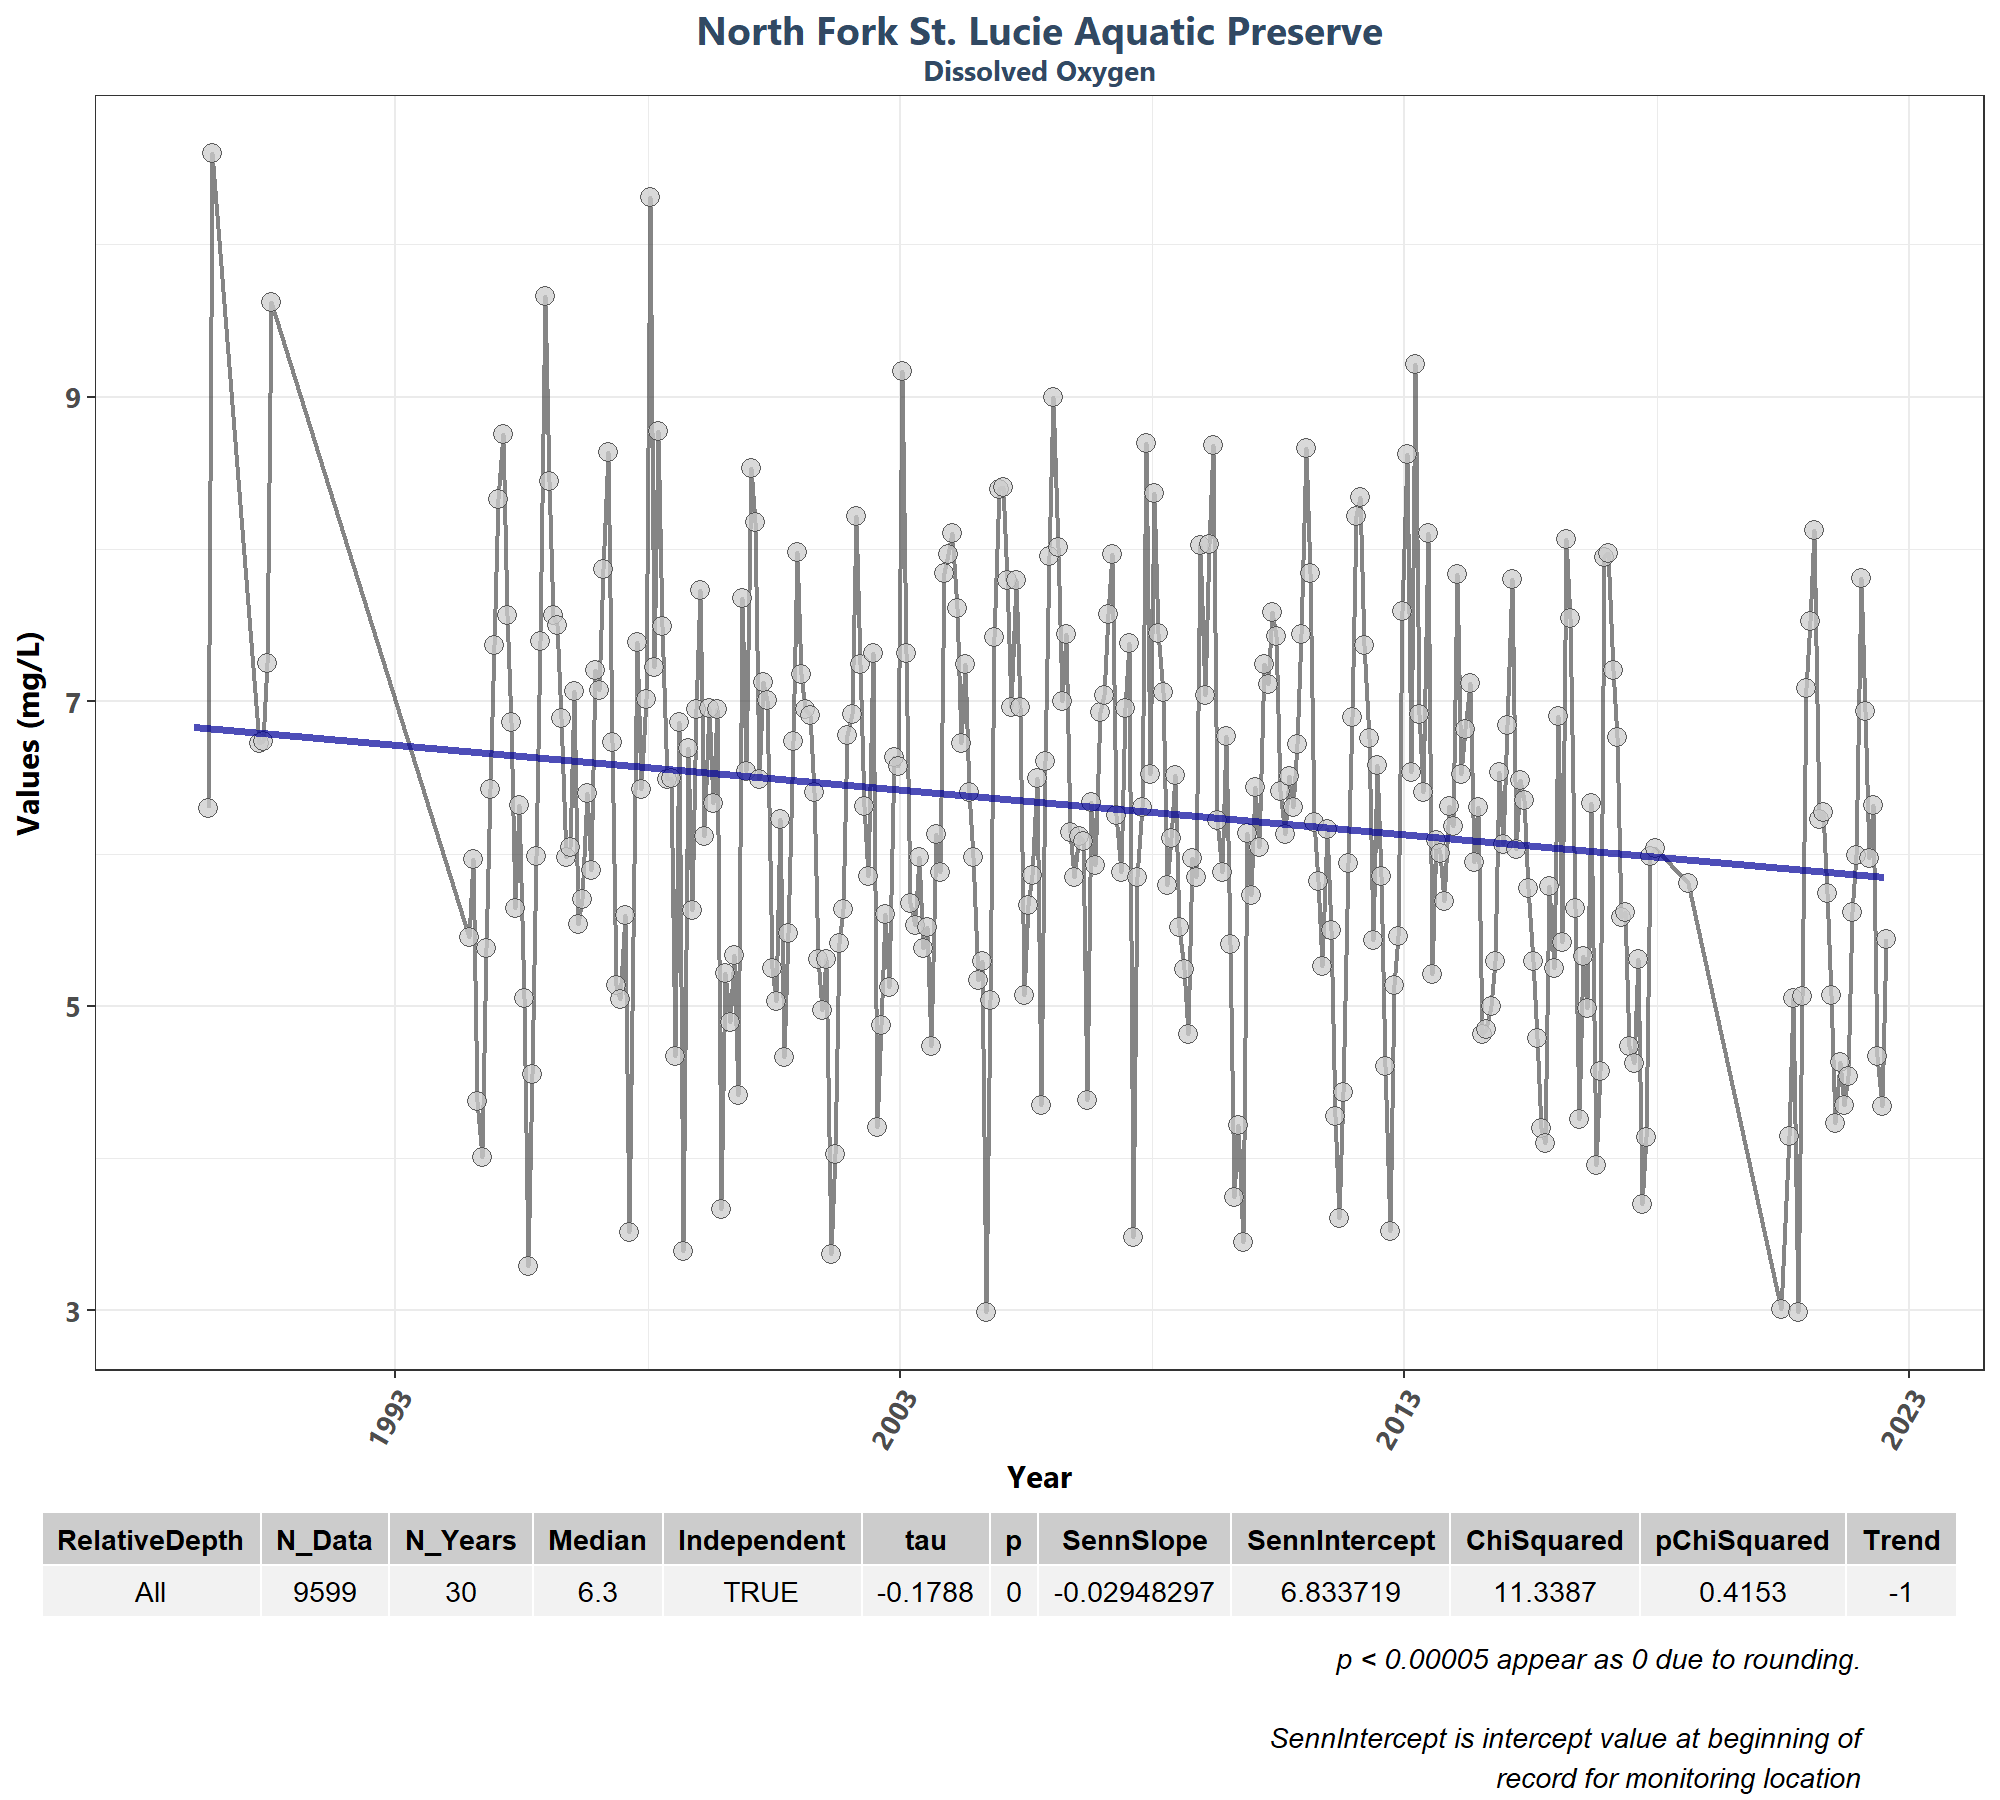 North Fork St. Lucie Aquatic Preserve
Dissolved Oxygen
Values (mg/L)
9
7
5
3
1993 2003 2013 2023
Year
RelativeDepth N_Data N_Years Median Independent tau p SennSlope SennIntercept ChiSquared pChiSquared Trend
All 9599 30 6.3 TRUE -0.1788 0 -0.02948297 6.833719 11.3387 0.4153 -1
p < 0.00005 appear as 0 due to rounding.
SennIntercept is intercept value at beginning of
record for monitoring location